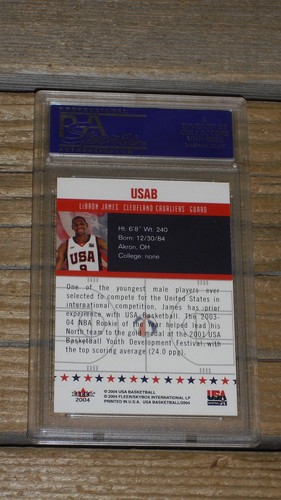 PSA
USAB
LeBRON JAMES CLEVELAND CAVALIERS GUARD
Ht: 6'8" Wt: 240
Born: 12/30/84
Akron, OH
College: none
USA
9
One of the youngest male players ever
selected to compete for the United States in
international competition, James has prior
experience with USA Basketball. The 2003-
04 NBA Rookie of the helped lead his
North team to the gold at the 2001 USA
Basketball Youth Development Festival, with
the top scoring average (24.0 ppg).
FLEER
2004
© 2004 USA BASKETBALL
© 2004 FLEER/SKYBOX INTERNATIONAL LP
PRINTED IN U.S.A. USA BASKETBALL/2004
USA